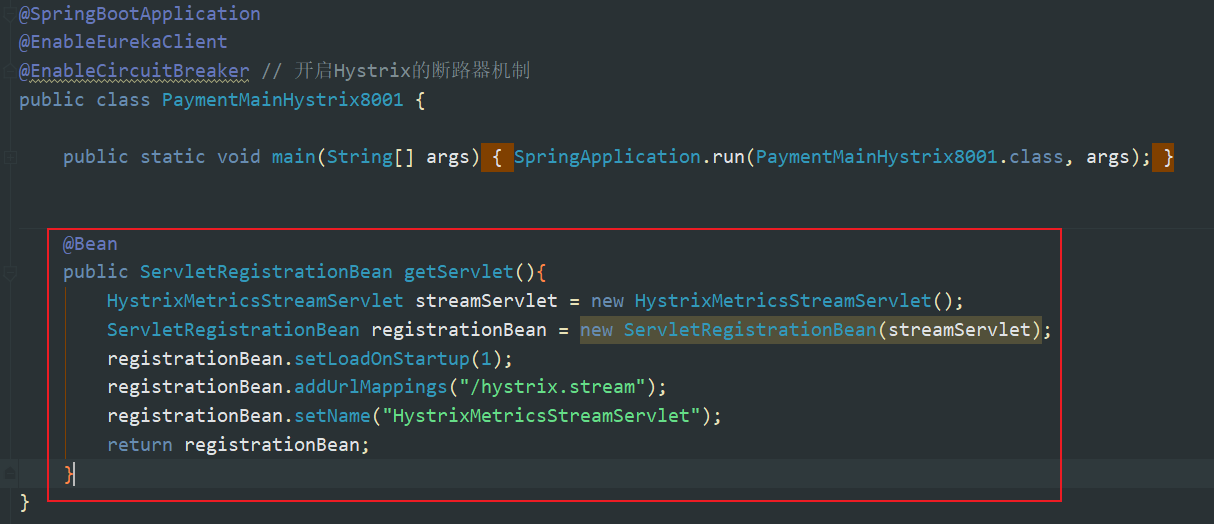 @SpringBootApplication
@EnableEurekaClient
@EnableCircuitBreaker // 开启Hystrix的断路器机制
public class PaymentMainHystrix8001 {
public static void main(String[] args) { SpringApplication.run(PaymentMainHystrix8001.class, args); }
@Bean
public ServletRegistrationBean getServlet(){
HystrixMetricsStreamServlet streamServlet = new HystrixMetricsStreamServlet();
ServletRegistrationBean registrationBean = new ServletRegistrationBean(streamServlet);
registrationBean.setLoadOnStartup(1);
registrationBean.addUrlMappings("/hystrix.stream");
registrationBean.setName("HystrixMetricsStreamServlet");
return registrationBean;
}
}